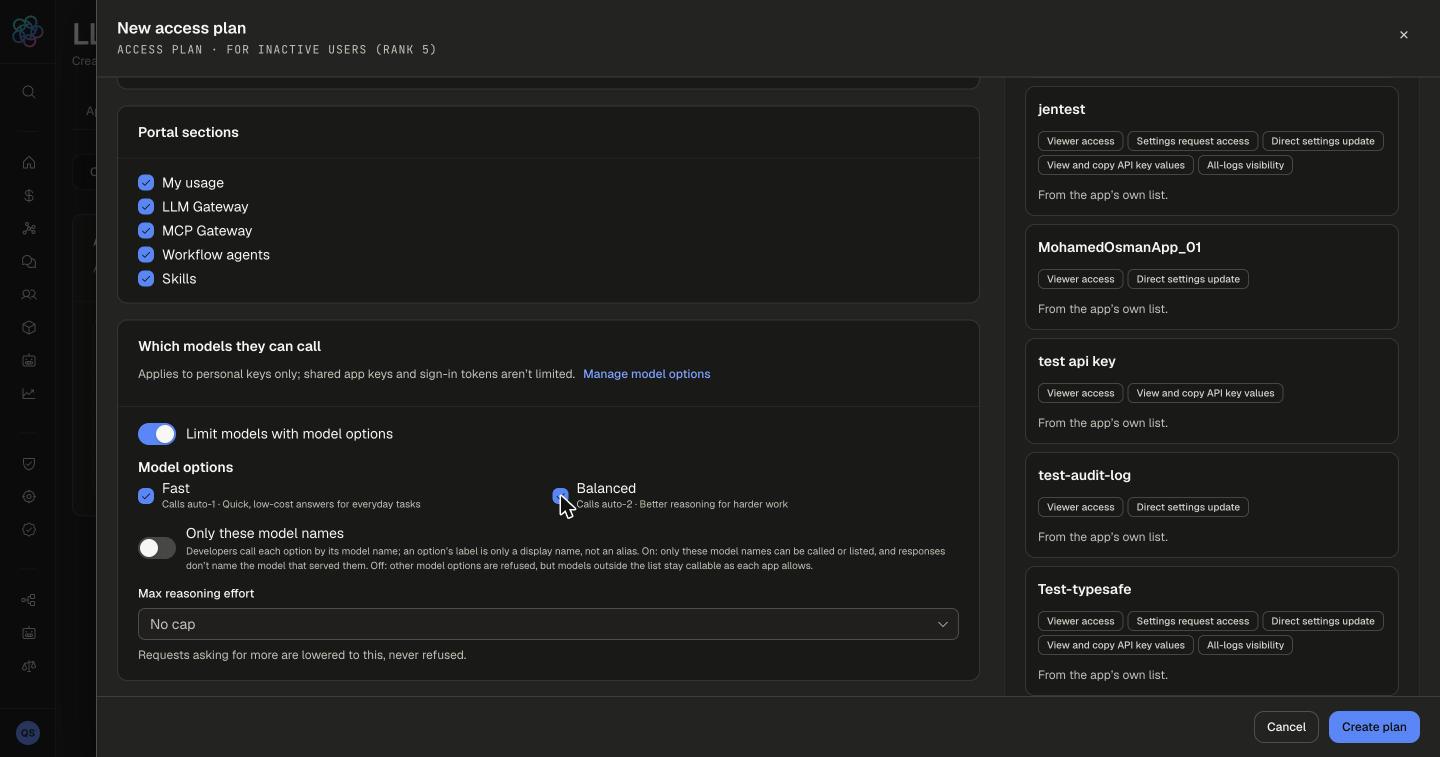 New access plan
ACCESS PLAN · FOR INACTIVE USERS (RANK 5)
Portal sections
My usage
LLM Gateway
MCP Gateway
Workflow agents
Skills
Which models they can call
Applies to personal keys only; shared app keys and sign-in tokens aren't limited. Manage model options
Limit models with model options
Model options
Fast
Calls auto-1 · Quick, low-cost answers for everyday tasks
Balanced
Calls auto-2 · Better reasoning for harder work
Only these model names
Developers call each option by its model name; an option's label is only a display name, not an alias. On: only these model names can be called or listed, and responses
don't name the model that served them. Off: other model options are refused, but models outside the list stay callable as each app allows.
Max reasoning effort
No cap
Requests asking for more are lowered to this, never refused.
jentest
Viewer access Settings request access Direct settings update
View and copy API key values All-logs visibility
From the app's own list.
MohamedOsmanApp_01
Viewer access Direct settings update
From the app's own list.
test api key
Viewer access View and copy API key values
From the app's own list.
test-audit-log
Viewer access Direct settings update
From the app's own list.
Test-typesafe
Viewer access Settings request access Direct settings update
View and copy API key values All-logs visibility
From the app's own list.
QS
Cancel Create plan